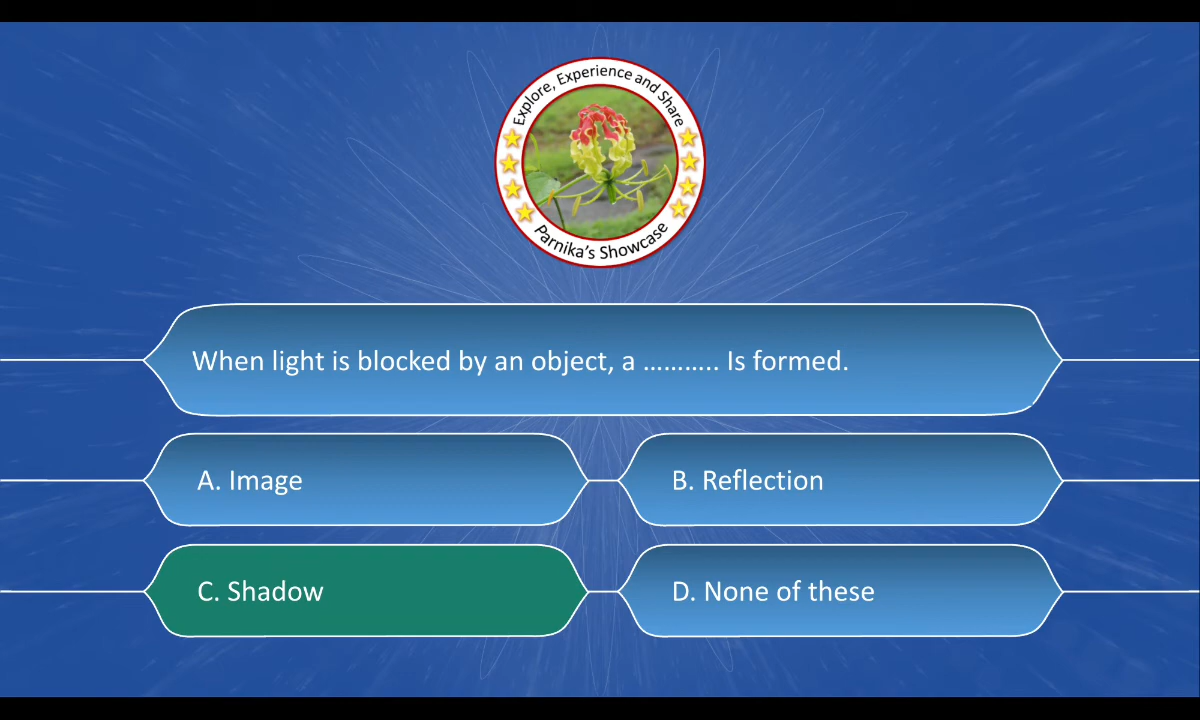 Explore, Experience and Share
Parnika's Showcase
When light is blocked by an object, a ……….. Is formed.
A. Image
B. Reflection
C. Shadow
D. None of these